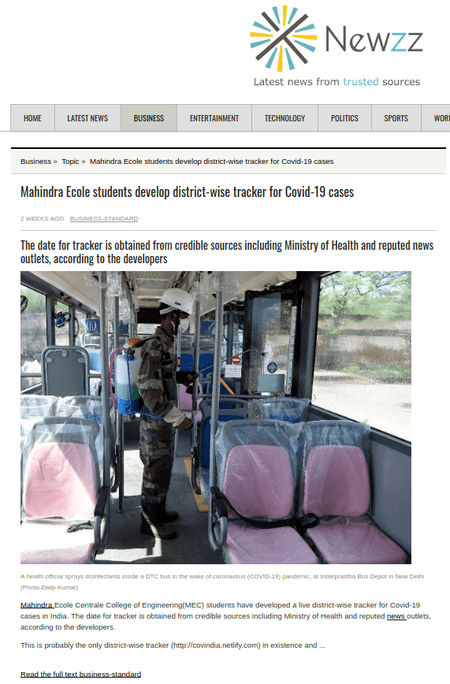 Newzz
Latest news from trusted sources
HOME
LATEST NEWS
BUSINESS
ENTERTAINMENT
TECHNOLOGY
POLITICS
SPORTS
WOR
Business » Topic » Mahindra Ecole students develop district-wise tracker for Covid-19 cases
Mahindra Ecole students develop district-wise tracker for Covid-19 cases
2 WEEKS AGO BUSINESS-STANDARD
The date for tracker is obtained from credible sources including Ministry of Health and reputed news
outlets, according to the developers
A health official sprays disinfectants inside a DTC bus in the wake of coronavirus (COVID-19) pandemic, at Inderprastha Bus Depot in New Delhi
(Photo-Dalip Kumar)
Mahindra Ecole Centrale College of Engineering(MEC) students have developed a live district-wise tracker for Covid-19
cases in India. The date for tracker is obtained from credible sources including Ministry of Health and reputed news outlets,
according to the developers.
This is probably the only district-wise tracker (http://covindia.netlify.com) in existence and ...
Read the full text business-standard